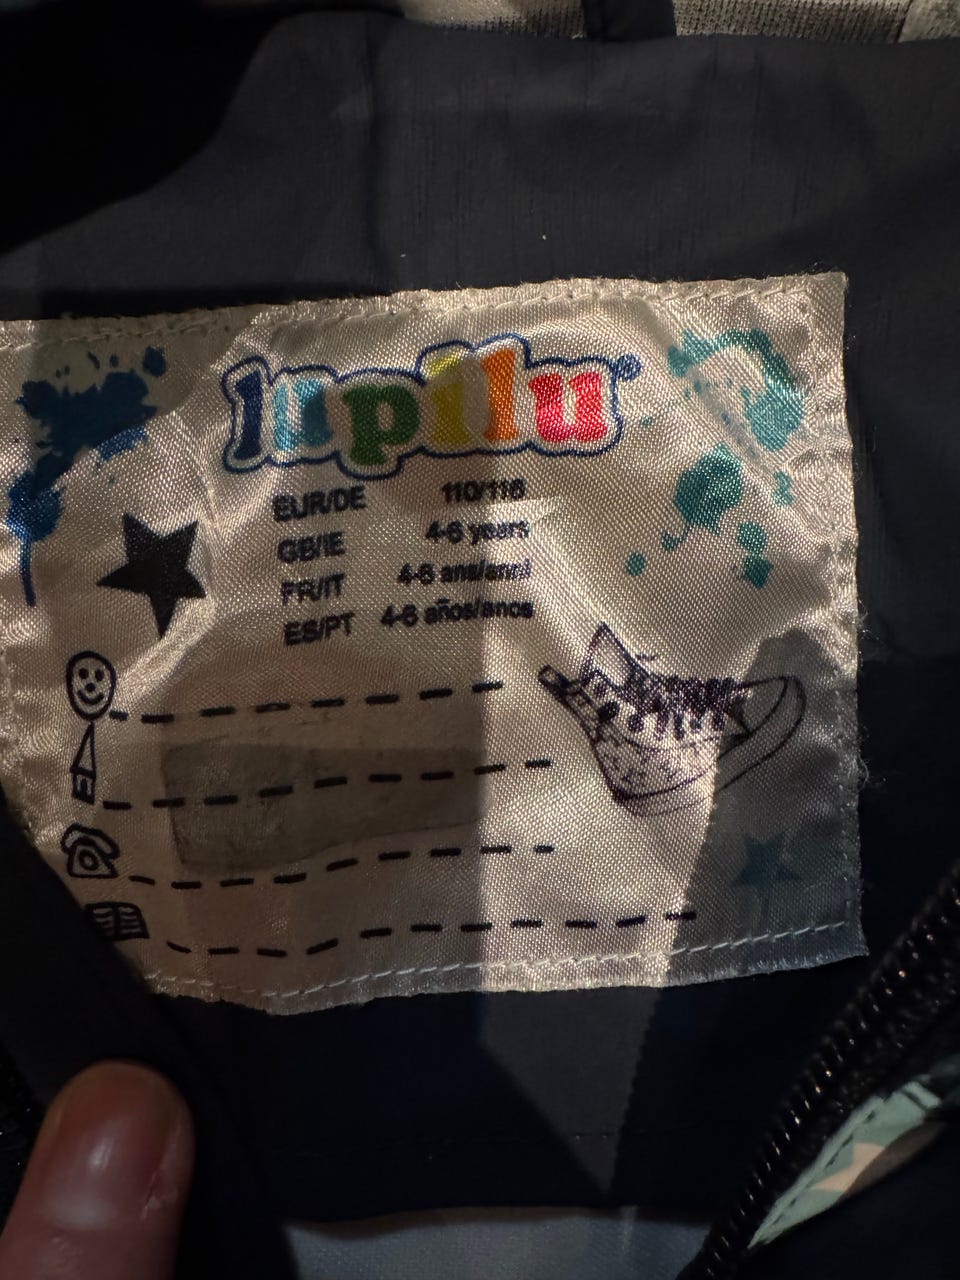 lupilu®
EUR/DE 110/116
GB/IE 4-6 years
FR/IT 4-6 ans/anni
ES/PT 4-6 años/anos